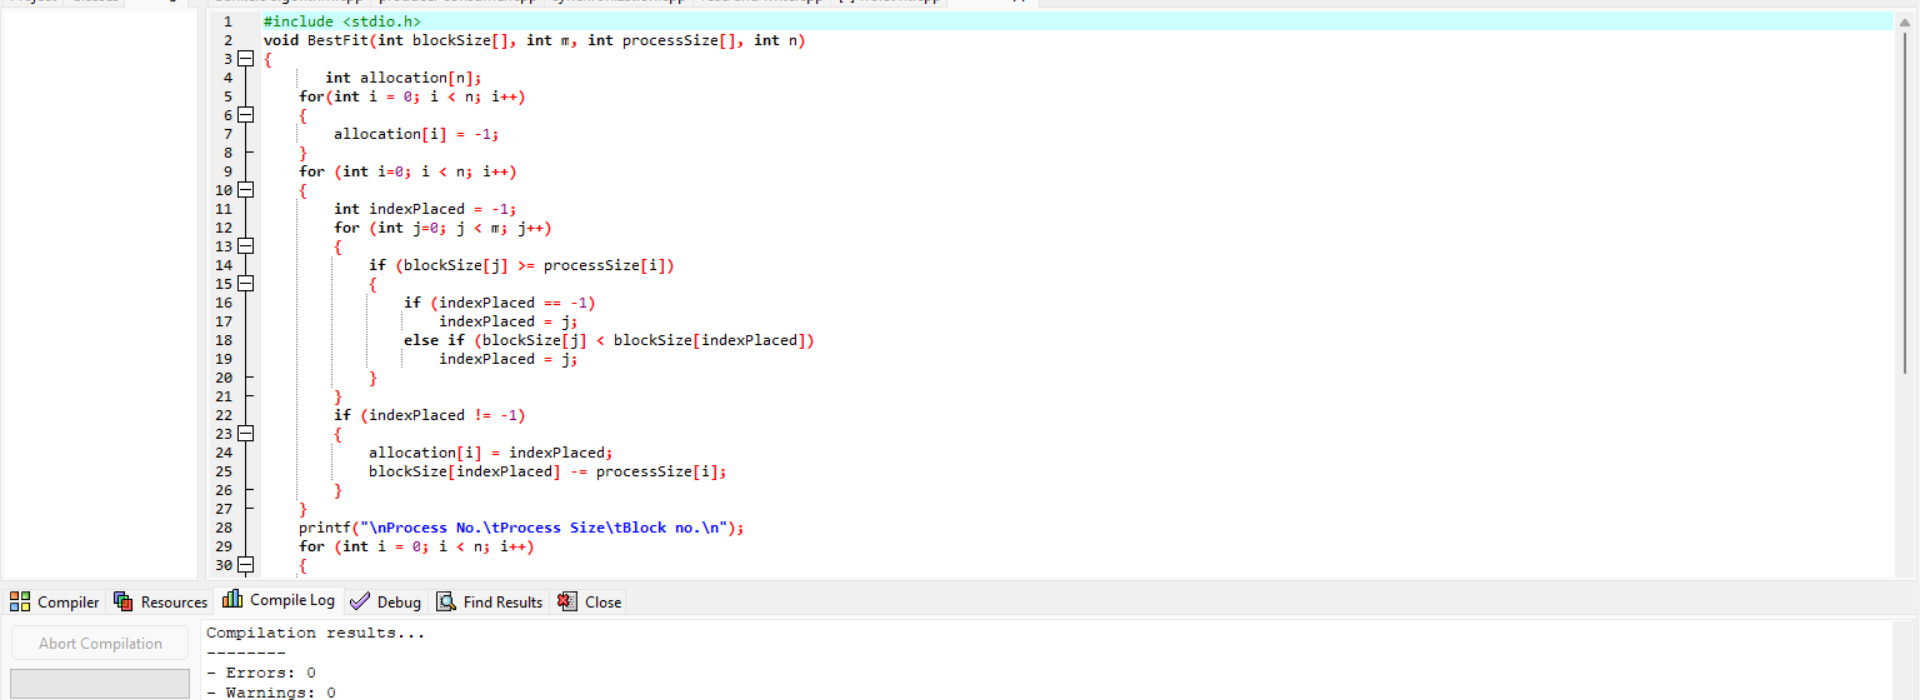 1 #include <stdio.h>
2 void BestFit(int blockSize[], int m, int processSize[], int n)
3 {
4 int allocation[n];
5 for(int i = 0; i < n; i++)
6 {
7 allocation[i] = -1;
8 }
9 for (int i=0; i < n; i++)
10 {
11 int indexPlaced = -1;
12 for (int j=0; j < m; j++)
13 {
14 if (blockSize[j] >= processSize[i])
15 {
16 if (indexPlaced == -1)
17 indexPlaced = j;
18 else if (blockSize[j] < blockSize[indexPlaced])
19 indexPlaced = j;
20 }
21 }
22 if (indexPlaced != -1)
23 {
24 allocation[i] = indexPlaced;
25 blockSize[indexPlaced] -= processSize[i];
26 }
27 }
28 printf("\nProcess No.\tProcess Size\tBlock no.\n");
29 for (int i = 0; i < n; i++)
30 {
Compiler Resources Compile Log Debug Find Results Close
Abort Compilation
Compilation results...
--------
- Errors: 0
- Warnings: 0